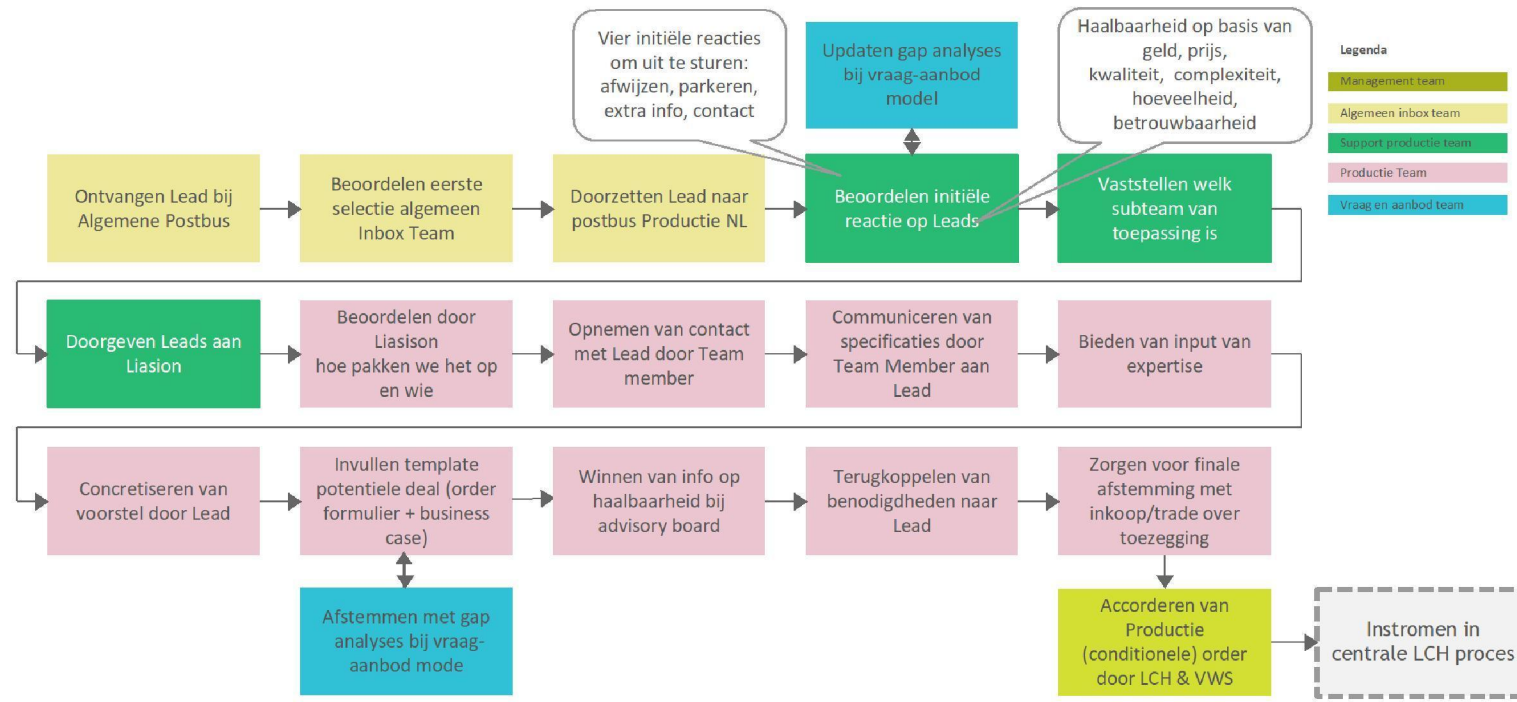 Vier initiële reacties
om uit te sturen:
afwijzen, parkeren,
extra info, contact
Updaten gap analyses
bij vraag-aanbod
model
Haalbaarheid op basis van
geld, prijs,
kwaliteit, complexiteit,
hoeveelheid,
betrouwbaarheid
Legenda
Management team
Algemeen inbox team
Support productie team
Productie Team
Vraag en aanbod team
Ontvangen Lead bij
Algemene Postbus
Beoordelen eerste
selectie algemeen
Inbox Team
Doorzetten Lead naar
postbus Productie NL
Beoordelen initiële
reactie op Leads
Vaststellen welk
subteam van
toepassing is
Doorgeven Leads aan
Liasion
Beoordelen door
Liasison
hoe pakken we het op
en wie
Opnemen van contact
met Lead door Team
member
Communiceren van
specificaties door
Team Member aan
Lead
Bieden van input van
expertise
Concretiseren van
voorstel door Lead
Invullen template
potentiele deal (order
formulier + business
case)
Winnen van info op
haalbaarheid bij
advisory board
Terugkoppelen van
benodigdheden naar
Lead
Zorgen voor finale
afstemming met
inkoop/trade over
toezegging
Afstemmen met gap
analyses bij vraag-
aanbod mode
Accorderen van
Productie
(conditionele) order
door LCH & VWS
Instromen in
centrale LCH proces